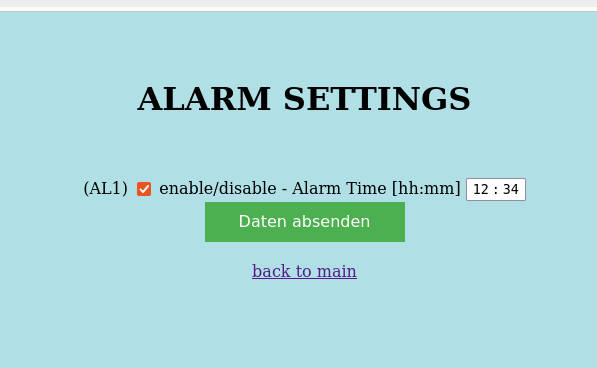 ALARM SETTINGS
(AL1) enable/disable - Alarm Time [hh:mm] 12:34
Daten absenden
back to main